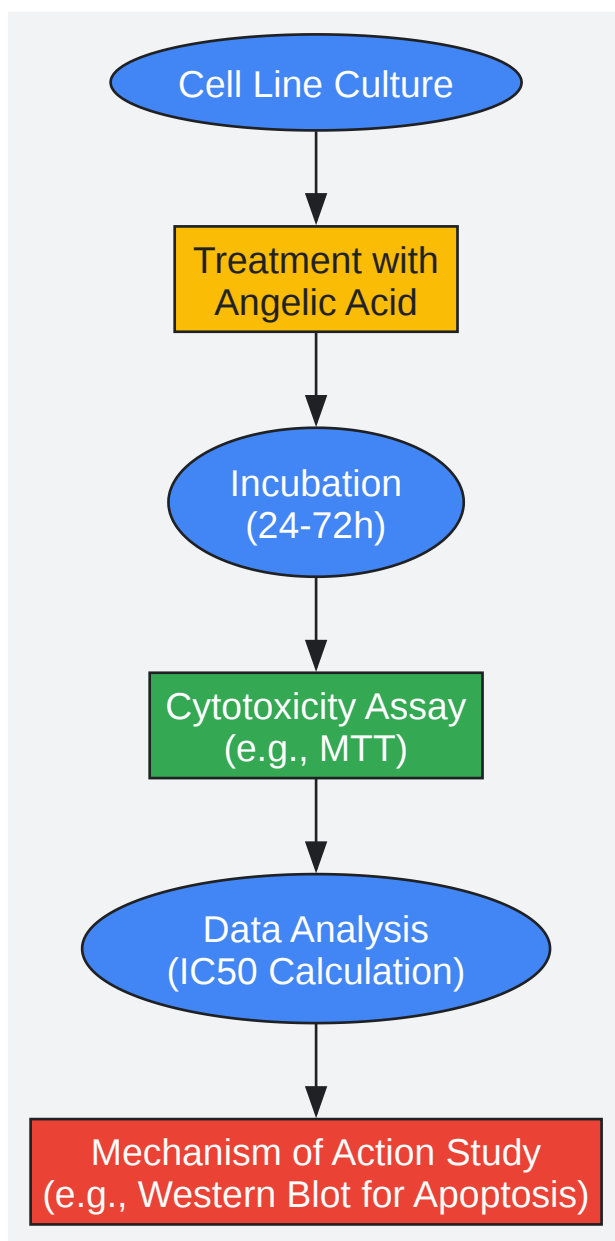 Cell Line Culture
Treatment with
Angelic Acid
Incubation
(24-72h)
Cytotoxicity Assay
(e.g., MTT)
Data Analysis
(IC50 Calculation)
Mechanism of Action Study
(e.g., Western Blot for Apoptosis)